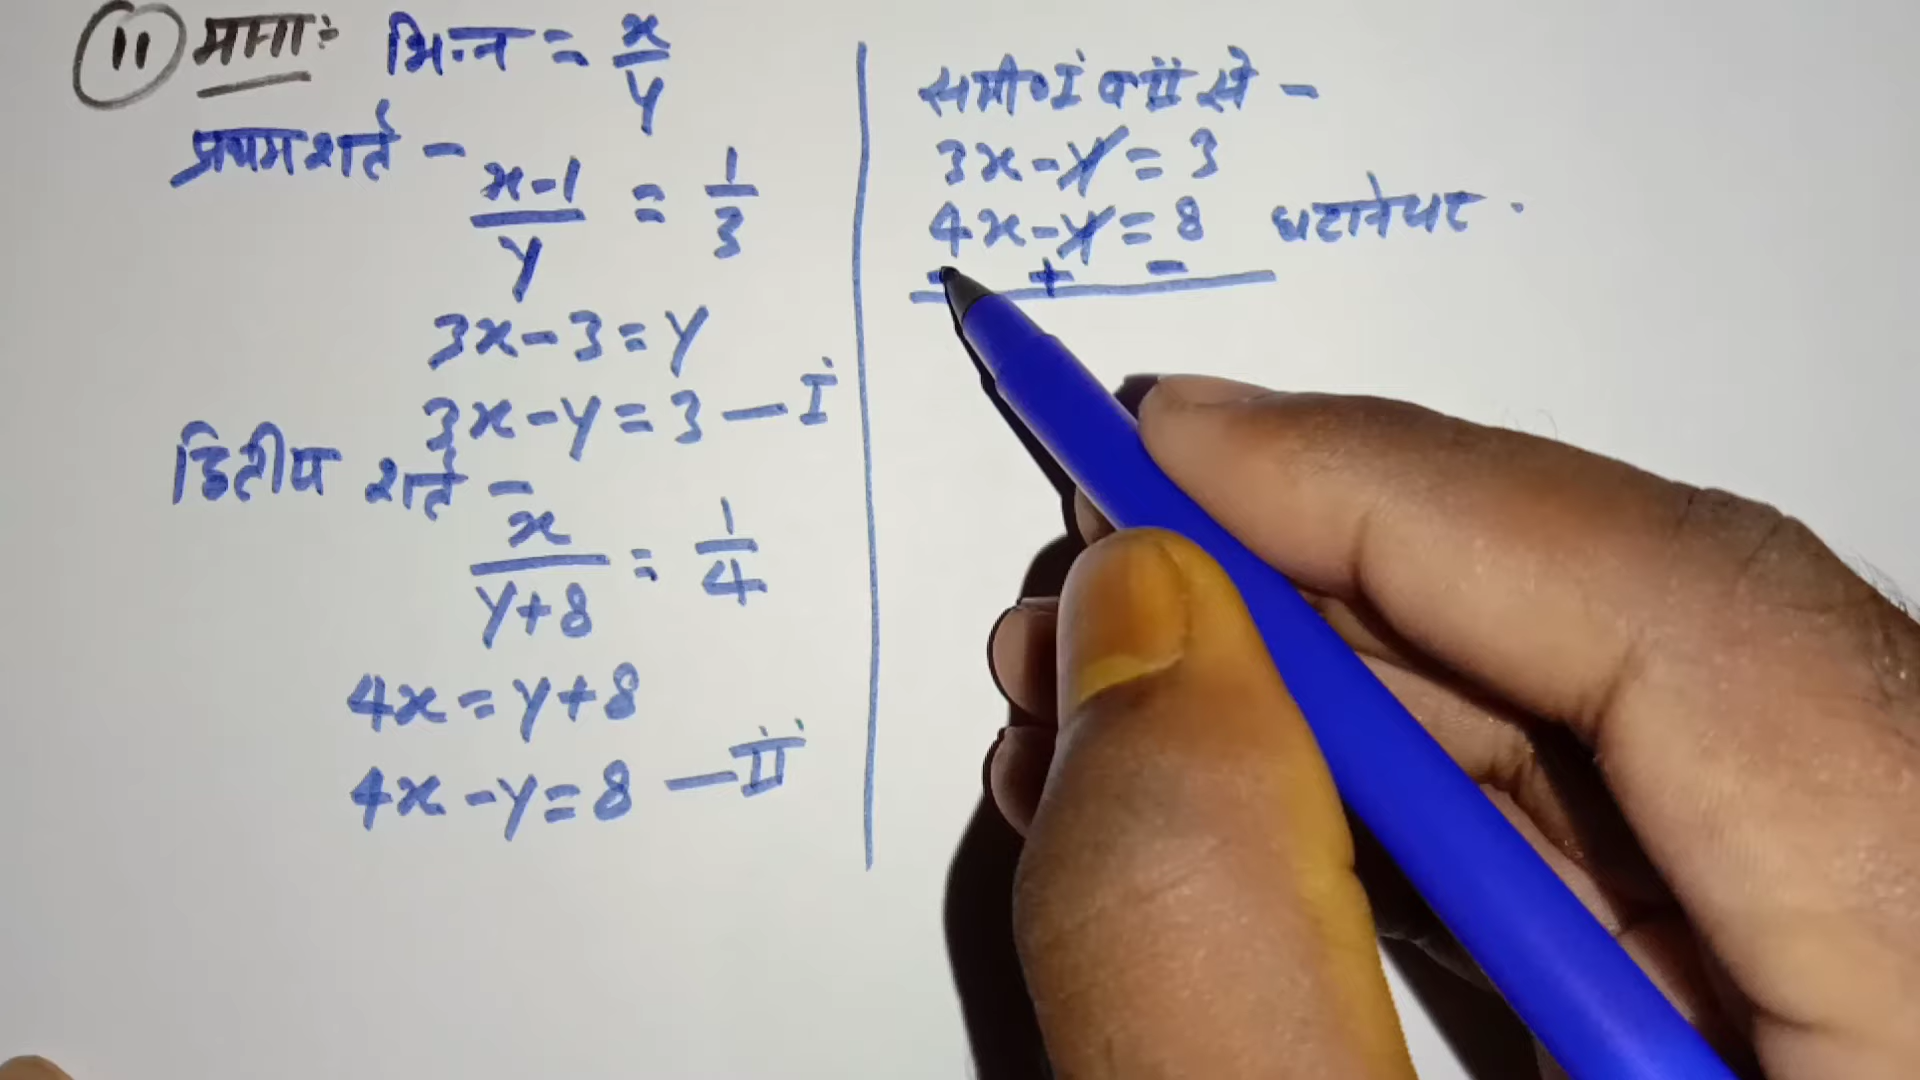 11 माना:- भिन्न = x/y
प्रथम शर्त -
(x-1)/y = 1/3
3x-3=y
3x-y=3 — I
द्वितीय शर्त -
x/(y+8) = 1/4
4x=y+8
4x-y=8 — II
समी० I व II से -
3x-y=3
4x-y=8 घटाने पर .
- + -